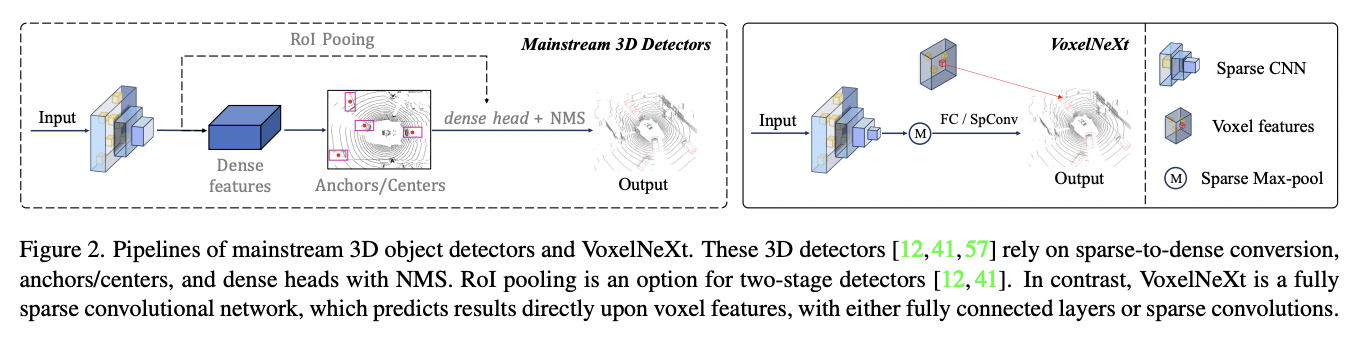 RoI Pooing
Mainstream 3D Detectors
Input
dense head + NMS
Dense
features
Anchors/Centers
Output
VoxelNeXt
Input
M
FC / SpConv
Output
Sparse CNN
Voxel features
M
Sparse Max-pool
Figure 2. Pipelines of mainstream 3D object detectors and VoxelNeXt. These 3D detectors [12,41,57] rely on sparse-to-dense conversion,
anchors/centers, and dense heads with NMS. RoI pooling is an option for two-stage detectors [12, 41]. In contrast, VoxelNeXt is a fully
sparse convolutional network, which predicts results directly upon voxel features, with either fully connected layers or sparse convolutions.